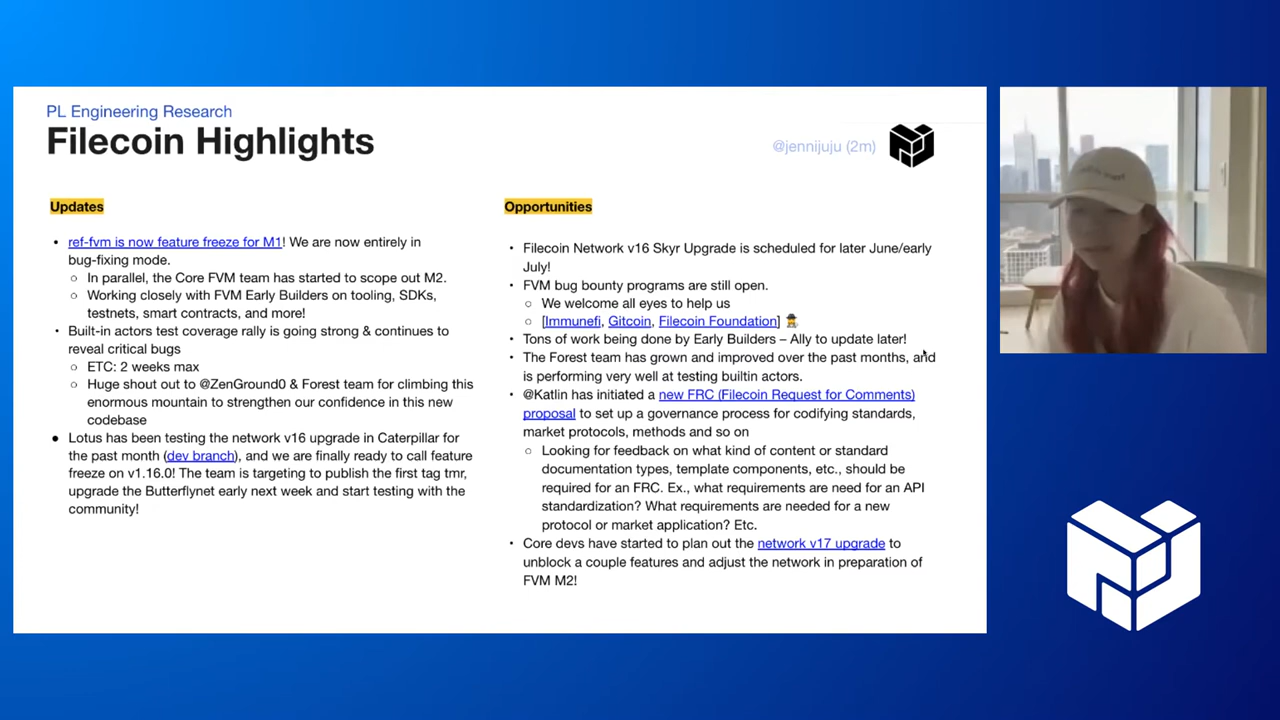 PL Engineering Research
Filecoin Highlights
@jennijuju (2m)
Updates
ref-fvm is now feature freeze for M1! We are now entirely in
bug-fixing mode.
In parallel, the Core FVM team has started to scope out M2.
Working closely with FVM Early Builders on tooling, SDKs,
testnets, smart contracts, and more!
Built-in actors test coverage rally is going strong & continues to
reveal critical bugs
ETC: 2 weeks max
Huge shout out to @ZenGround0 & Forest team for climbing this
enormous mountain to strengthen our confidence in this new
codebase
Lotus has been testing the network v16 upgrade in Caterpillar for
the past month (dev branch), and we are finally ready to call feature
freeze on v1.16.0! The team is targeting to publish the first tag tmr,
upgrade the Butterflynet early next week and start testing with the
community!
Opportunities
Filecoin Network v16 Skyr Upgrade is scheduled for later June/early
July!
FVM bug bounty programs are still open.
We welcome all eyes to help us
[Immunefi, Gitcoin, Filecoin Foundation] 🕵️
Tons of work being done by Early Builders – Ally to update later!
The Forest team has grown and improved over the past months, and
is performing very well at testing builtin actors.
@Katlin has initiated a new FRC (Filecoin Request for Comments)
proposal to set up a governance process for codifying standards,
market protocols, methods and so on
Looking for feedback on what kind of content or standard
documentation types, template components, etc., should be
required for an FRC. Ex., what requirements are need for an API
standardization? What requirements are needed for a new
protocol or market application? Etc.
Core devs have started to plan out the network v17 upgrade to
unblock a couple features and adjust the network in preparation of
FVM M2!